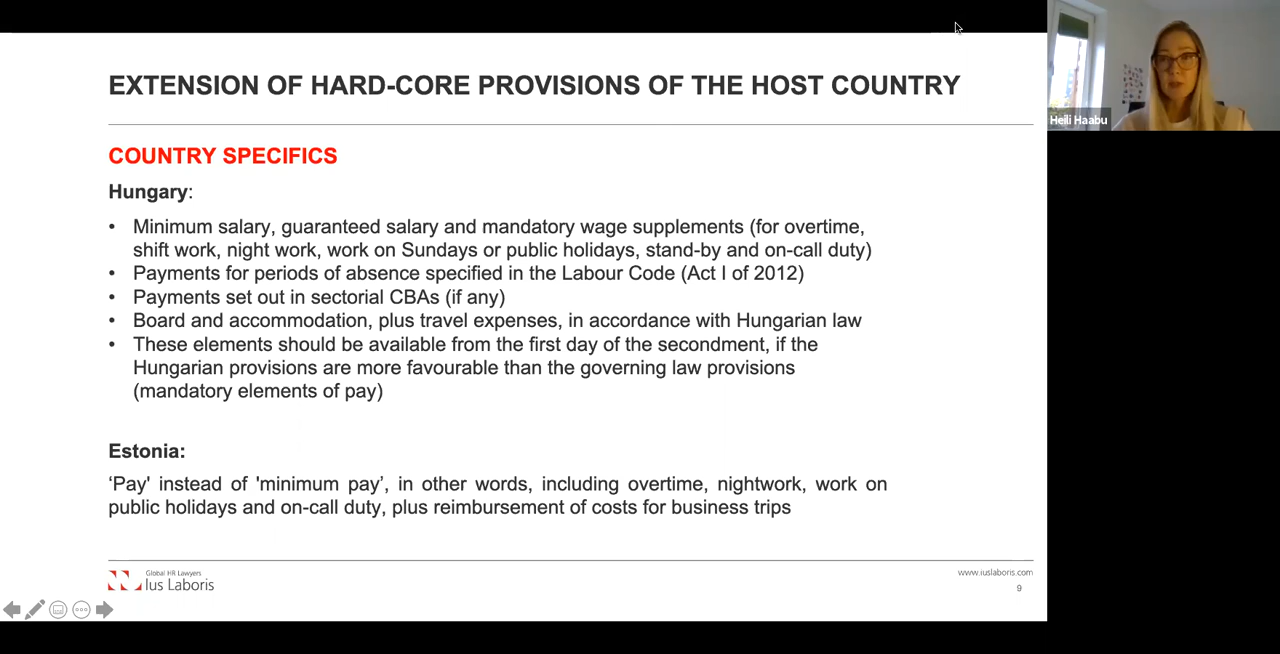 EXTENSION OF HARD-CORE PROVISIONS OF THE HOST COUNTRY
Heili Haabu
COUNTRY SPECIFICS
Hungary:
• Minimum salary, guaranteed salary and mandatory wage supplements (for overtime,
shift work, night work, work on Sundays or public holidays, stand-by and on-call duty)
• Payments for periods of absence specified in the Labour Code (Act I of 2012)
• Payments set out in sectorial CBAs (if any)
• Board and accommodation, plus travel expenses, in accordance with Hungarian law
• These elements should be available from the first day of the secondment, if the
Hungarian provisions are more favourable than the governing law provisions
(mandatory elements of pay)
Estonia:
‘Pay' instead of 'minimum pay’, in other words, including overtime, nightwork, work on
public holidays and on-call duty, plus reimbursement of costs for business trips
Global HR Lawyers
Ius Laboris
www.iuslaboris.com
9